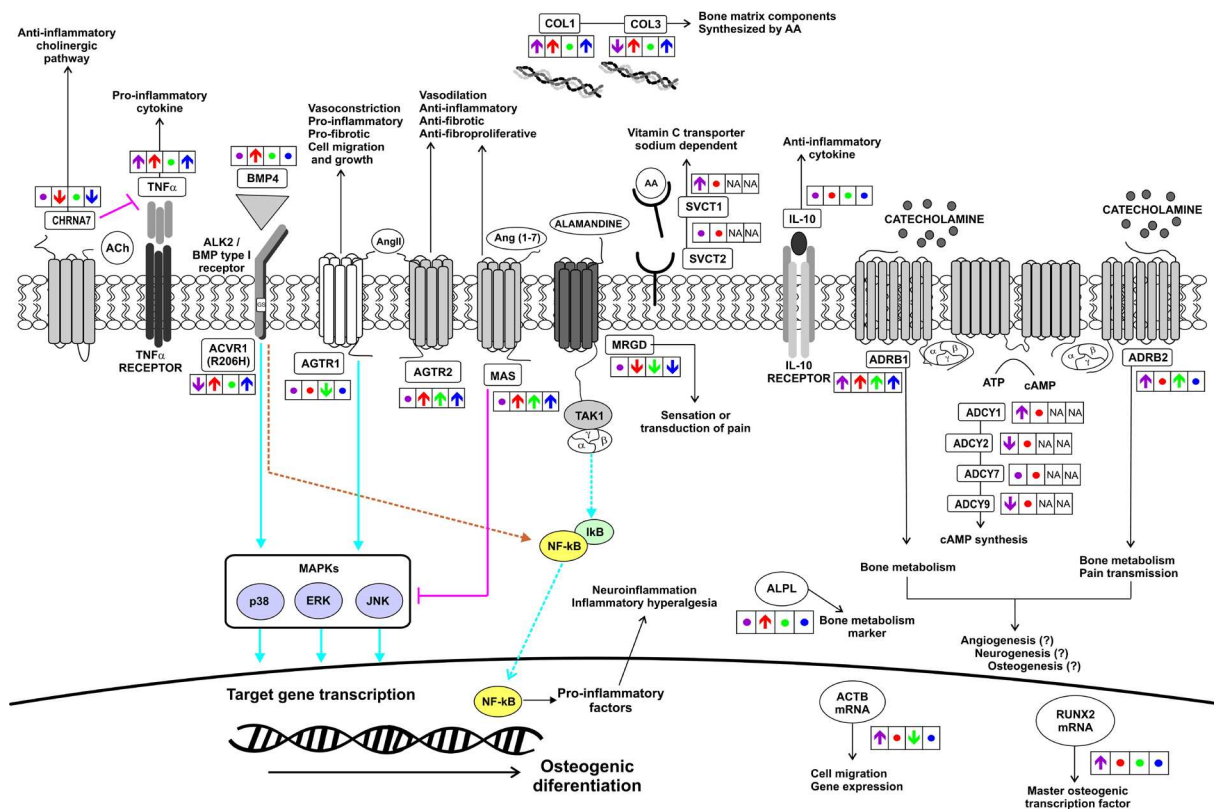 Anti-inflammatory
cholinergic
pathway
Pro-inflammatory
cytokine
TNFα
CHRNA7
ACh
TNFα
RECEPTOR
BMP4
ALK2 /
BMP type I
receptor
GS
ACVR1
(R206H)
Vasoconstriction
Pro-inflammatory
Pro-fibrotic
Cell migration
and growth
AngII
AGTR1
Vasodilation
Anti-inflammatory
Anti-fibrotic
Anti-fibroproliferative
AGTR2
Ang (1-7)
MAS
ALAMANDINE
MRGD
Sensation or
transduction of pain
TAK1
γ
α β
COL1
COL3
Bone matrix components
Synthesized by AA
Vitamin C transporter
sodium dependent
AA
NA NA
SVCT1
NA NA
SVCT2
Anti-inflammatory
cytokine
IL-10
IL-10
RECEPTOR
CATECHOLAMINE
ADRB1
α β
γ
ATP
cAMP
α β
γ
CATECHOLAMINE
ADRB2
ADCY1
NA NA
ADCY2
NA NA
ADCY7
NA NA
ADCY9
NA NA
cAMP synthesis
Bone metabolism
Bone metabolism
Pain transmission
Angiogenesis (?)
Neurogenesis (?)
Osteogenesis (?)
IkB
NF-kB
MAPKs
p38
ERK
JNK
Neuroinflammation
Inflammatory hyperalgesia
ALPL
Bone metabolism
marker
Target gene transcription
NF-kB
Pro-inflammatory
factors
Osteogenic
diferentiation
ACTB
mRNA
Cell migration
Gene expression
RUNX2
mRNA
Master osteogenic
transcription factor